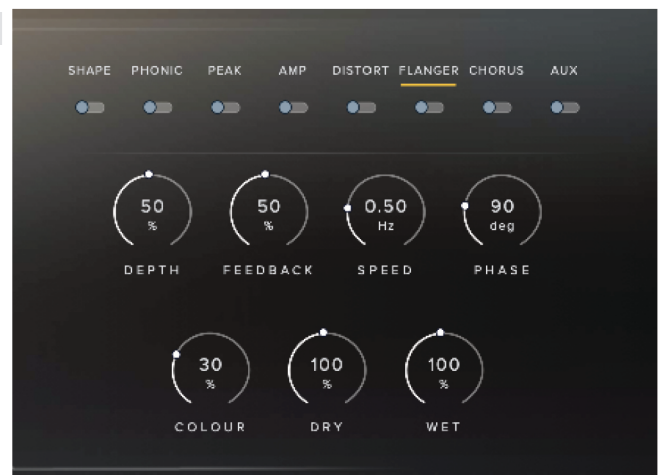 SHAPE PHONIC PEAK AMP DISTORT FLANGER CHORUS AUX
50 50 0.50 90
% % Hz deg
DEPTH FEEDBACK SPEED PHASE
30 100 100
% % %
COLOUR DRY WET